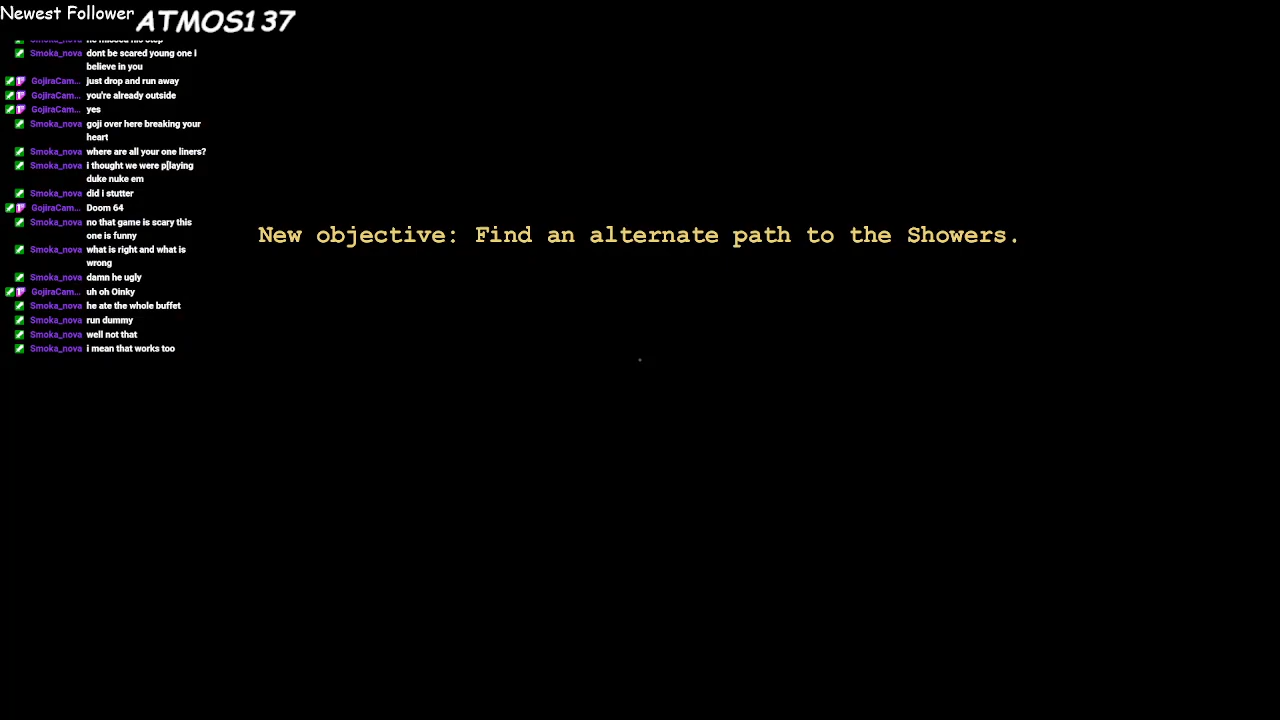 Newest Follower ATMOS137
Smoka_nova he missed his step
Smoka_nova dont be scared young one i
believe in you
GojiraCam... just drop and run away
GojiraCam... you're already outside
GojiraCam... yes
Smoka_nova goji over here breaking your
heart
Smoka_nova where are all your one liners?
Smoka_nova i thought we were p[laying
duke nuke em
Smoka_nova did i stutter
GojiraCam... Doom 64
Smoka_nova no that game is scary this
one is funny
Smoka_nova what is right and what is
wrong
Smoka_nova damn he ugly
GojiraCam... uh oh Oinky
Smoka_nova he ate the whole buffet
Smoka_nova run dummy
Smoka_nova well not that
Smoka_nova i mean that works too
New objective: Find an alternate path to the Showers.